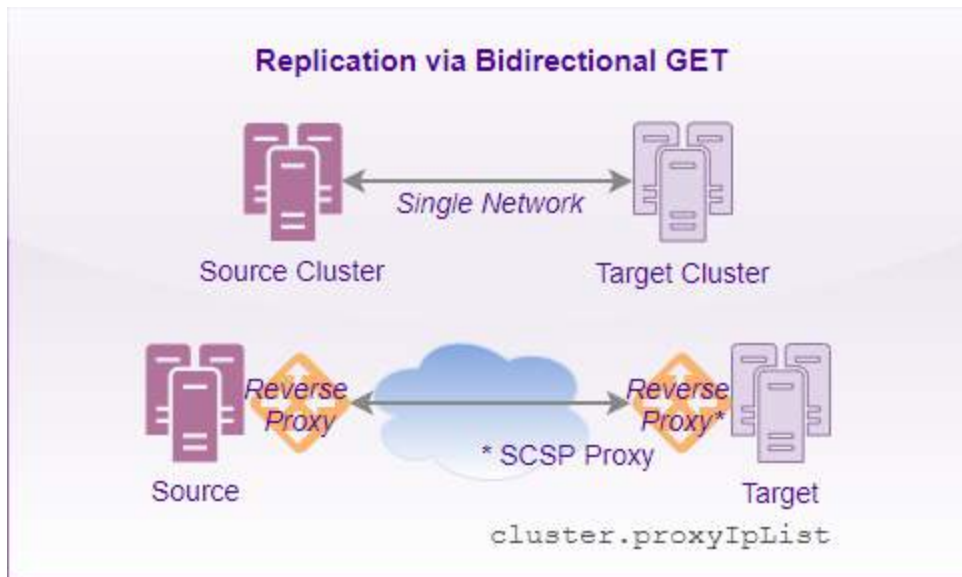 Replication via Bidirectional GET
Single Network
Source Cluster
Target Cluster
Reverse
Proxy
Reverse
Proxy*
* SCSP Proxy
Source
Target
cluster.proxyIpList